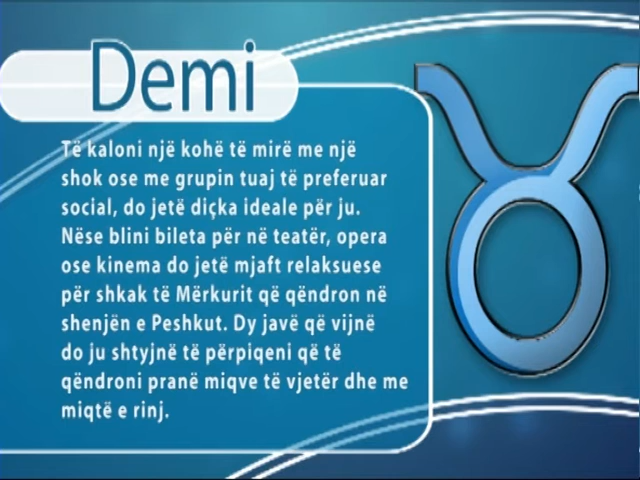 Demi
Të kaloni një kohë të mirë me një
shok ose me grupin tuaj të preferuar
social, do jetë diçka ideale për ju.
Nëse blini bileta për në teatër, opera
ose kinema do jetë mjaft relaksuese
për shkak të Mërkurit që qëndron në
shenjën e Peshkut. Dy javë që vijnë
do ju shtyjnë të përpiqeni që të
qëndroni pranë miqve të vjetër dhe me
miqtë e rinj.